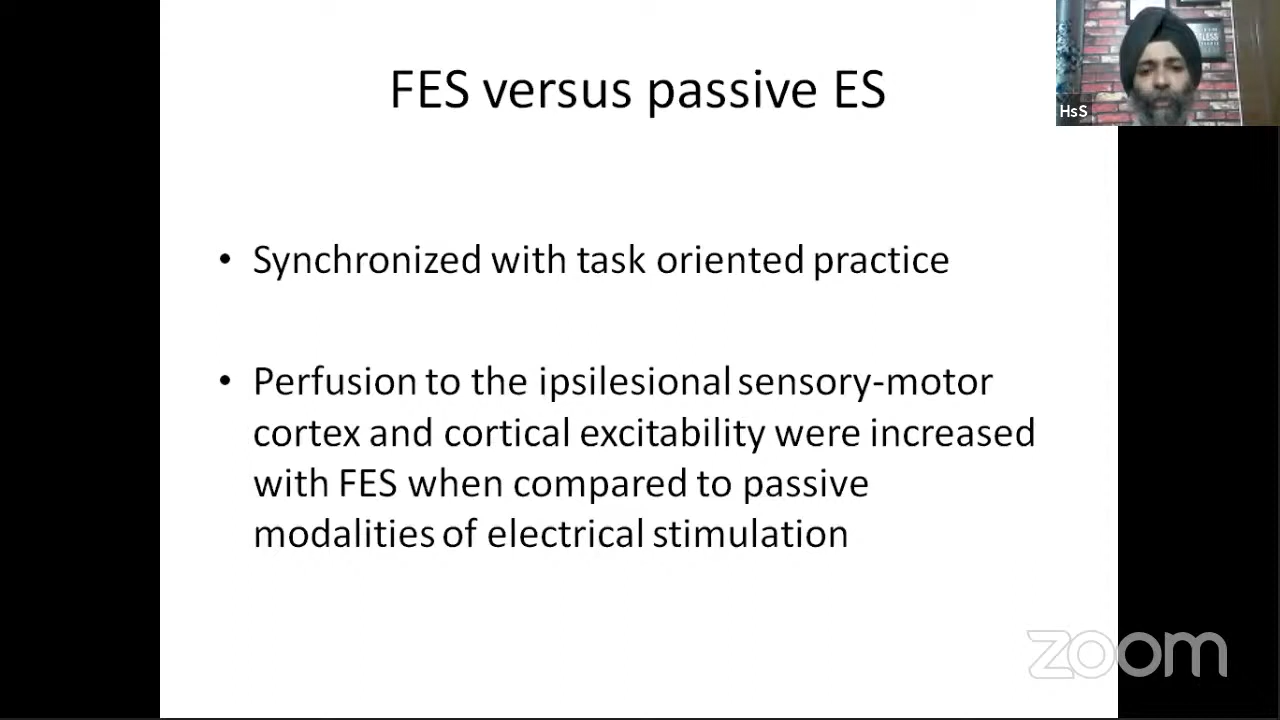 FES versus passive ES
HsS
LESS
• Synchronized with task oriented practice
• Perfusion to the ipsilesional sensory-motor
cortex and cortical excitability were increased
with FES when compared to passive
modalities of electrical stimulation
zoom